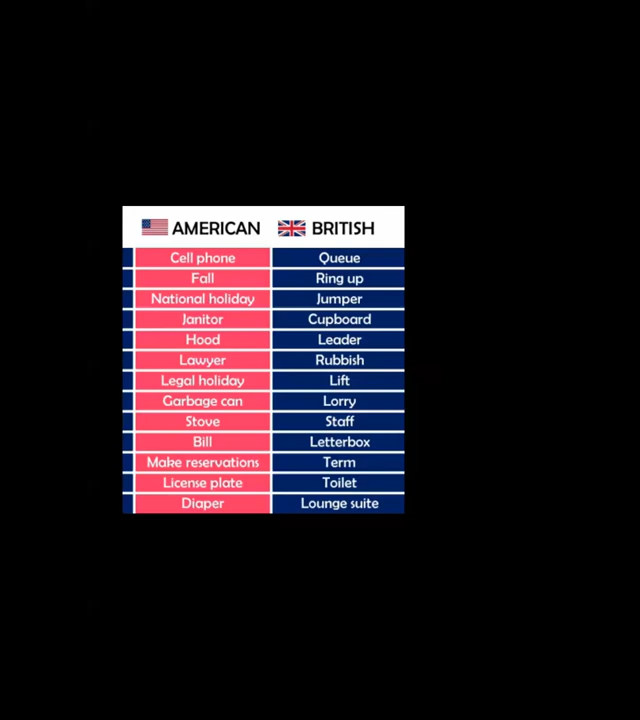 AMERICAN BRITISH
Cell phone Queue
Fall Ring up
National holiday Jumper
Janitor Cupboard
Hood Leader
Lawyer Rubbish
Legal holiday Lift
Garbage can Lorry
Stove Staff
Bill Letterbox
Make reservations Term
License plate Toilet
Diaper Lounge suite